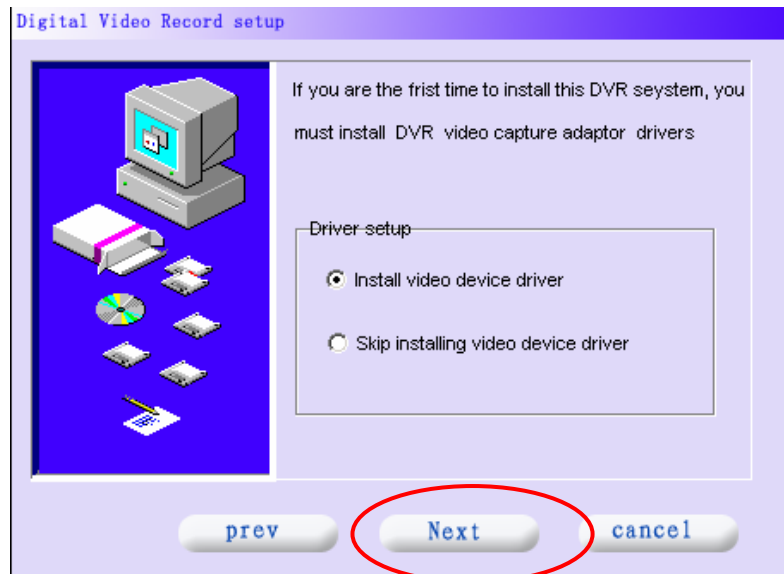 Digital Video Record setup
If you are the frist time to install this DVR seystem, you
must install DVR video capture adaptor drivers
Driver setup
Install video device driver
Skip installing video device driver
prev Next cancel